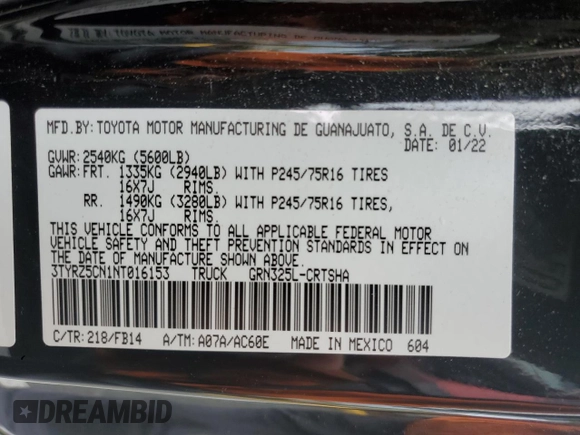 MFD.BY:TOYOTA MOTOR MANUFACTURING DE GUANAJUATO, S.A. DE C.V.
DATE: 01/22
GVWR:2540KG (5600LB)
GAWR:FRT. 1335KG (2940LB) WITH P245/75R16 TIRES
16X7J RIMS.
RR. 1490KG (3280LB) WITH P245/75R16 TIRES,
16X7J RIMS.
THIS VEHICLE CONFORMS TO ALL APPLICABLE FEDERAL MOTOR
VEHICLE SAFETY AND THEFT PREVENTION STANDARDS IN EFFECT ON
THE DATE OF MANUFACTURE SHOWN ABOVE.
3TYRZ5CN1NT016153 TRUCK GRN325L-CRTSHA
C/TR:218/FB14 A/TM:A07A/AC60E MADE IN MEXICO 604
DREAMBID